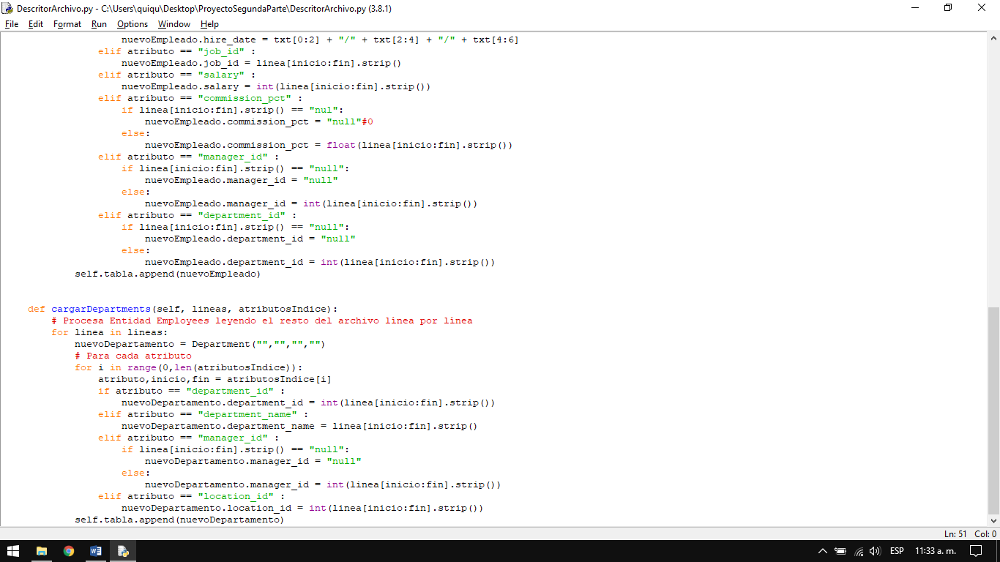 DescritorArchivo.py - C:\Users\quiqu\Desktop\ProyectoSegundaParte\DescritorArchivo.py (3.8.1)
File Edit Format Run Options Window Help
                nuevoEmpleado.hire_date = txt[0:2] + "/" + txt[2:4] + "/" + txt[4:6]
            elif atributo == "job_id" :
                nuevoEmpleado.job_id = linea[inicio:fin].strip()
            elif atributo == "salary" :
                nuevoEmpleado.salary = int(linea[inicio:fin].strip())
            elif atributo == "commission_pct" :
                if linea[inicio:fin].strip() == "nul":
                    nuevoEmpleado.commission_pct = "null"#0
                else:
                    nuevoEmpleado.commission_pct = float(linea[inicio:fin].strip())
            elif atributo == "manager_id" :
                if linea[inicio:fin].strip() == "null":
                    nuevoEmpleado.manager_id = "null"
                else:
                    nuevoEmpleado.manager_id = int(linea[inicio:fin].strip())
            elif atributo == "department_id" :
                if linea[inicio:fin].strip() == "null":
                    nuevoEmpleado.department_id = "null"
                else:
                    nuevoEmpleado.department_id = int(linea[inicio:fin].strip())
        self.tabla.append(nuevoEmpleado)
def cargarDepartments(self, lineas, atributosIndice):
    # Procesa Entidad Employees leyendo el resto del archivo línea por línea
    for linea in lineas:
        nuevoDepartamento = Department("","","","")
        # Para cada atributo
        for i in range(0,len(atributosIndice)):
            atributo,inicio,fin = atributosIndice[i]
            if atributo == "department_id" :
                nuevoDepartamento.department_id = int(linea[inicio:fin].strip())
            elif atributo == "department_name" :
                nuevoDepartamento.department_name = linea[inicio:fin].strip()
            elif atributo == "manager_id" :
                if linea[inicio:fin].strip() == "null":
                    nuevoDepartamento.manager_id = "null"
                else:
                    nuevoDepartamento.manager_id = int(linea[inicio:fin].strip())
            elif atributo == "location_id" :
                nuevoDepartamento.location_id = int(linea[inicio:fin].strip())
        self.tabla.append(nuevoDepartamento)
Ln: 51 Col: 0
ESP 11:33 a. m.